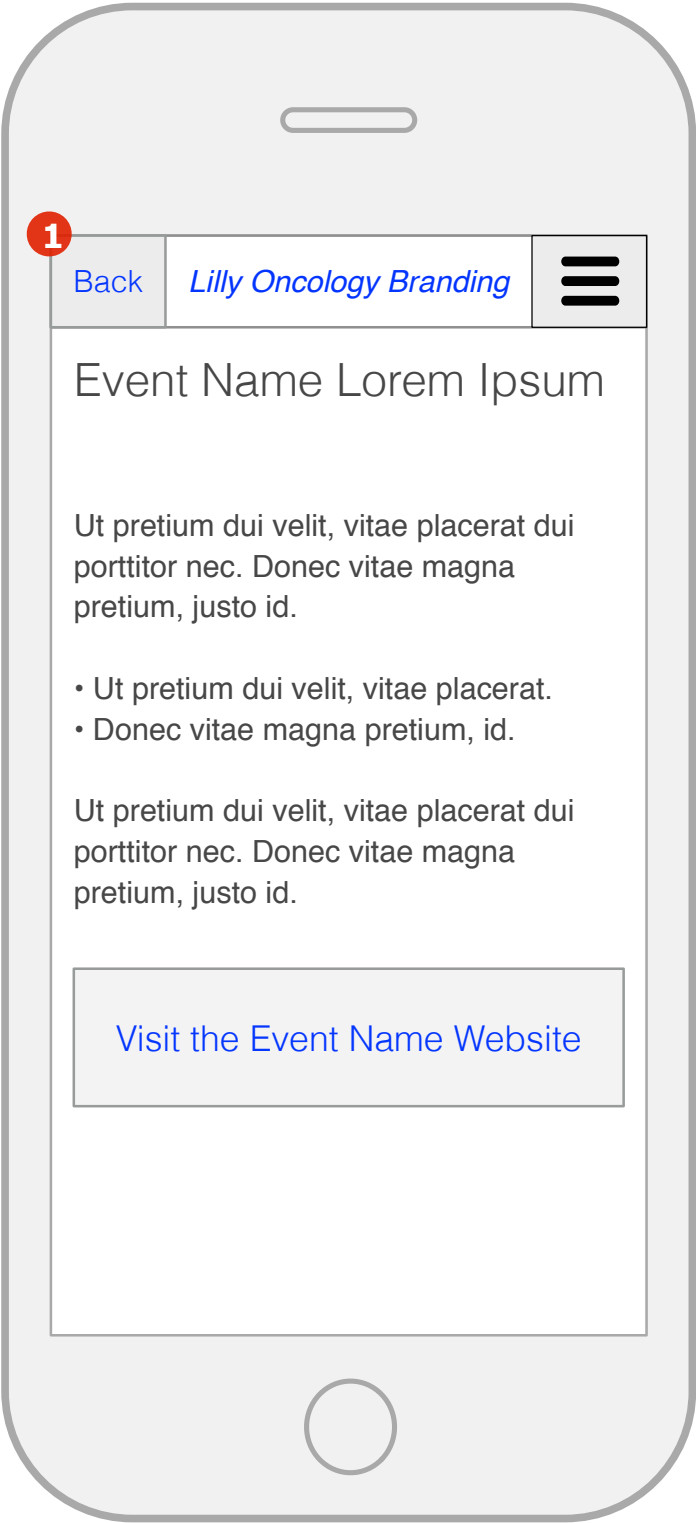 1
Back Lilly Oncology Branding
Event Name Lorem Ipsum
Ut pretium dui velit, vitae placerat dui
porttitor nec. Donec vitae magna
pretium, justo id.
• Ut pretium dui velit, vitae placerat.
• Donec vitae magna pretium, id.
Ut pretium dui velit, vitae placerat dui
porttitor nec. Donec vitae magna
pretium, justo id.
Visit the Event Name Website